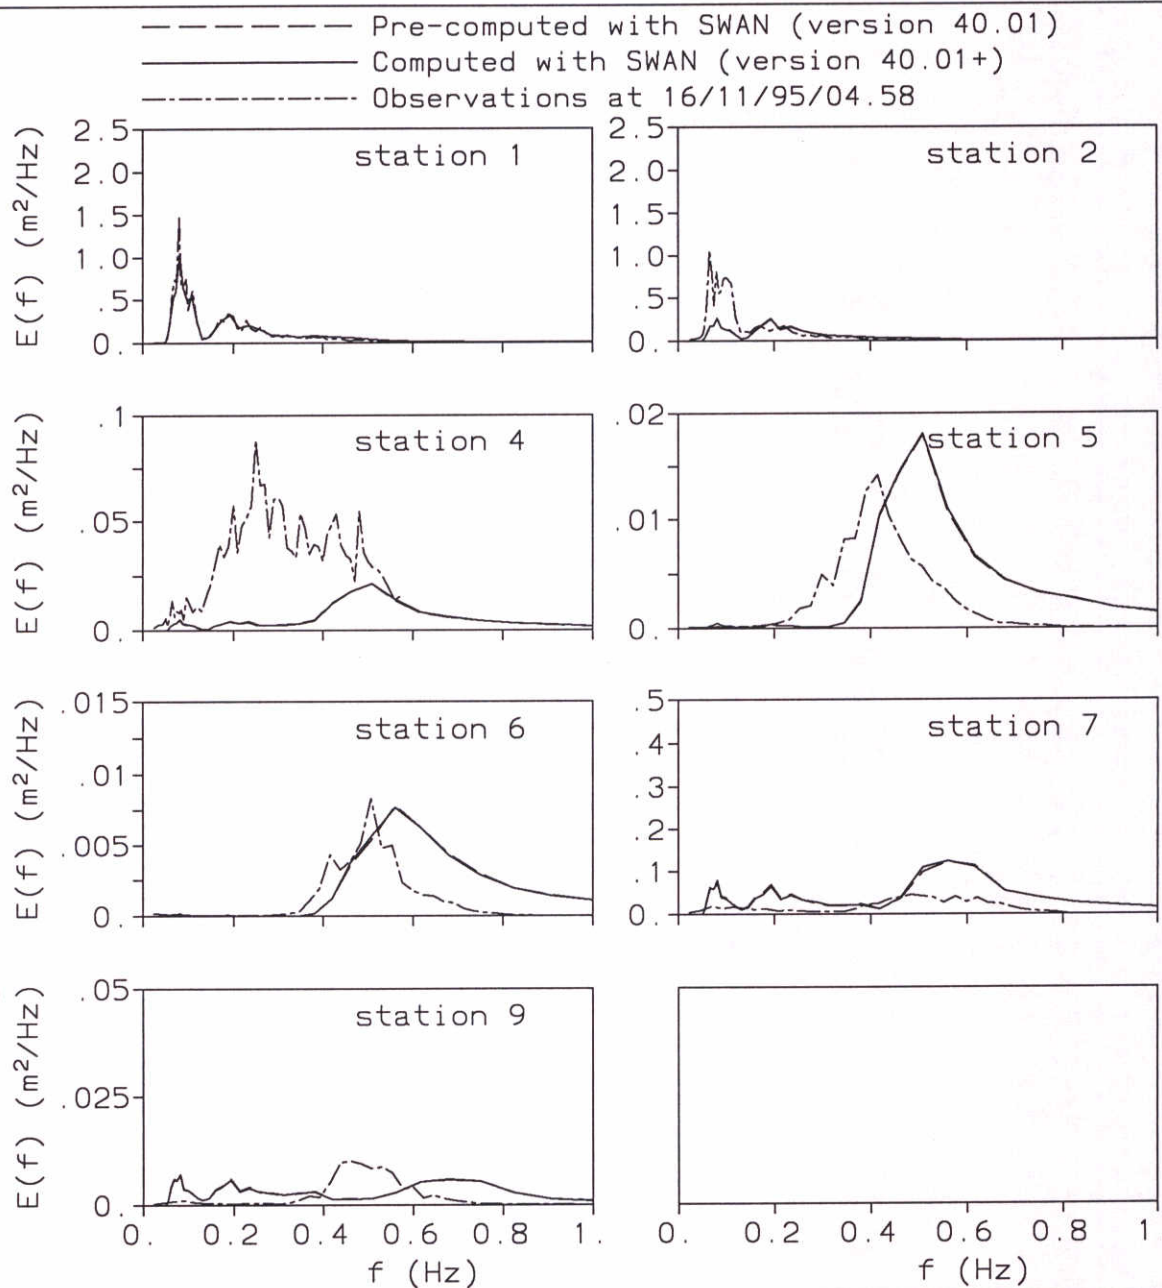 Pre-computed with SWAN (version 40.01)
Computed with SWAN (version 40.01+)
Observations at 16/11/95/04.58
E(f) (m²/Hz)
2.5
2.0
1.5
1.0
.5
0.
station 1
2.5
2.0
1.5
1.0
.5
0.
station 2
E(f) (m²/Hz)
.1
.05
0.
station 4
.02
.01
0.
station 5
E(f) (m²/Hz)
.015
.01
.005
0.
station 6
.5
.4
.3
.2
.1
0.
station 7
E(f) (m²/Hz)
.05
.025
0.
station 9
0. 0.2 0.4 0.6 0.8 1.
f (Hz)
0. 0.2 0.4 0.6 0.8 1
f (Hz)